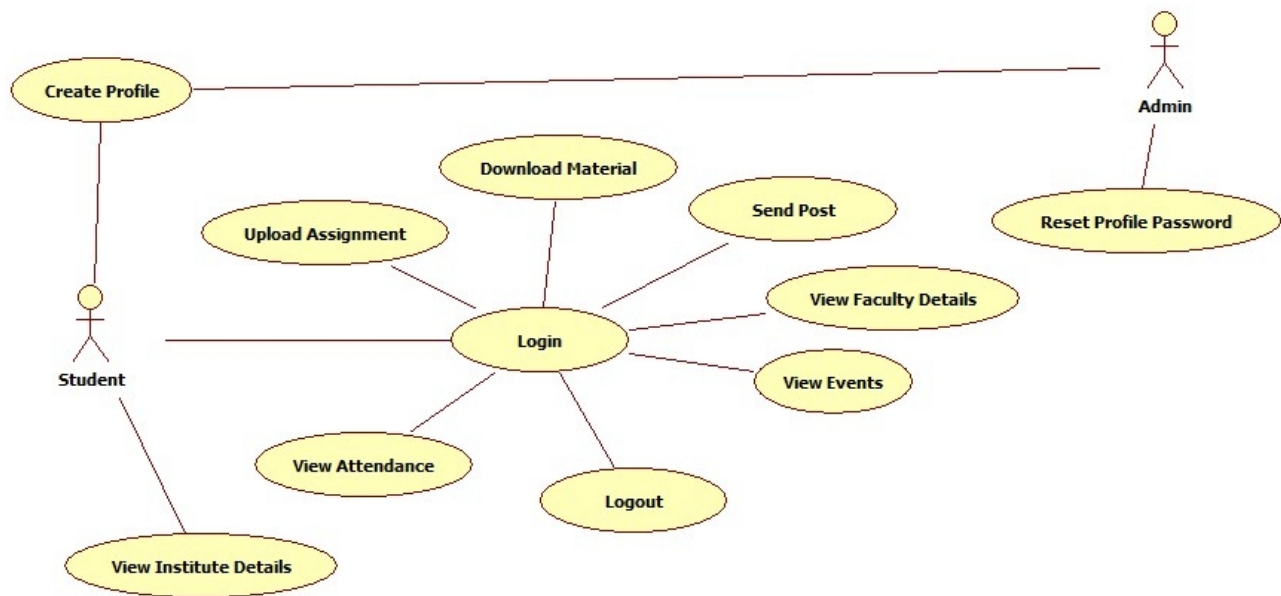 Create Profile
Admin
Download Material
Send Post
Reset Profile Password
Upload Assignment
View Faculty Details
Login
Student
View Events
View Attendance
Logout
View Institute Details